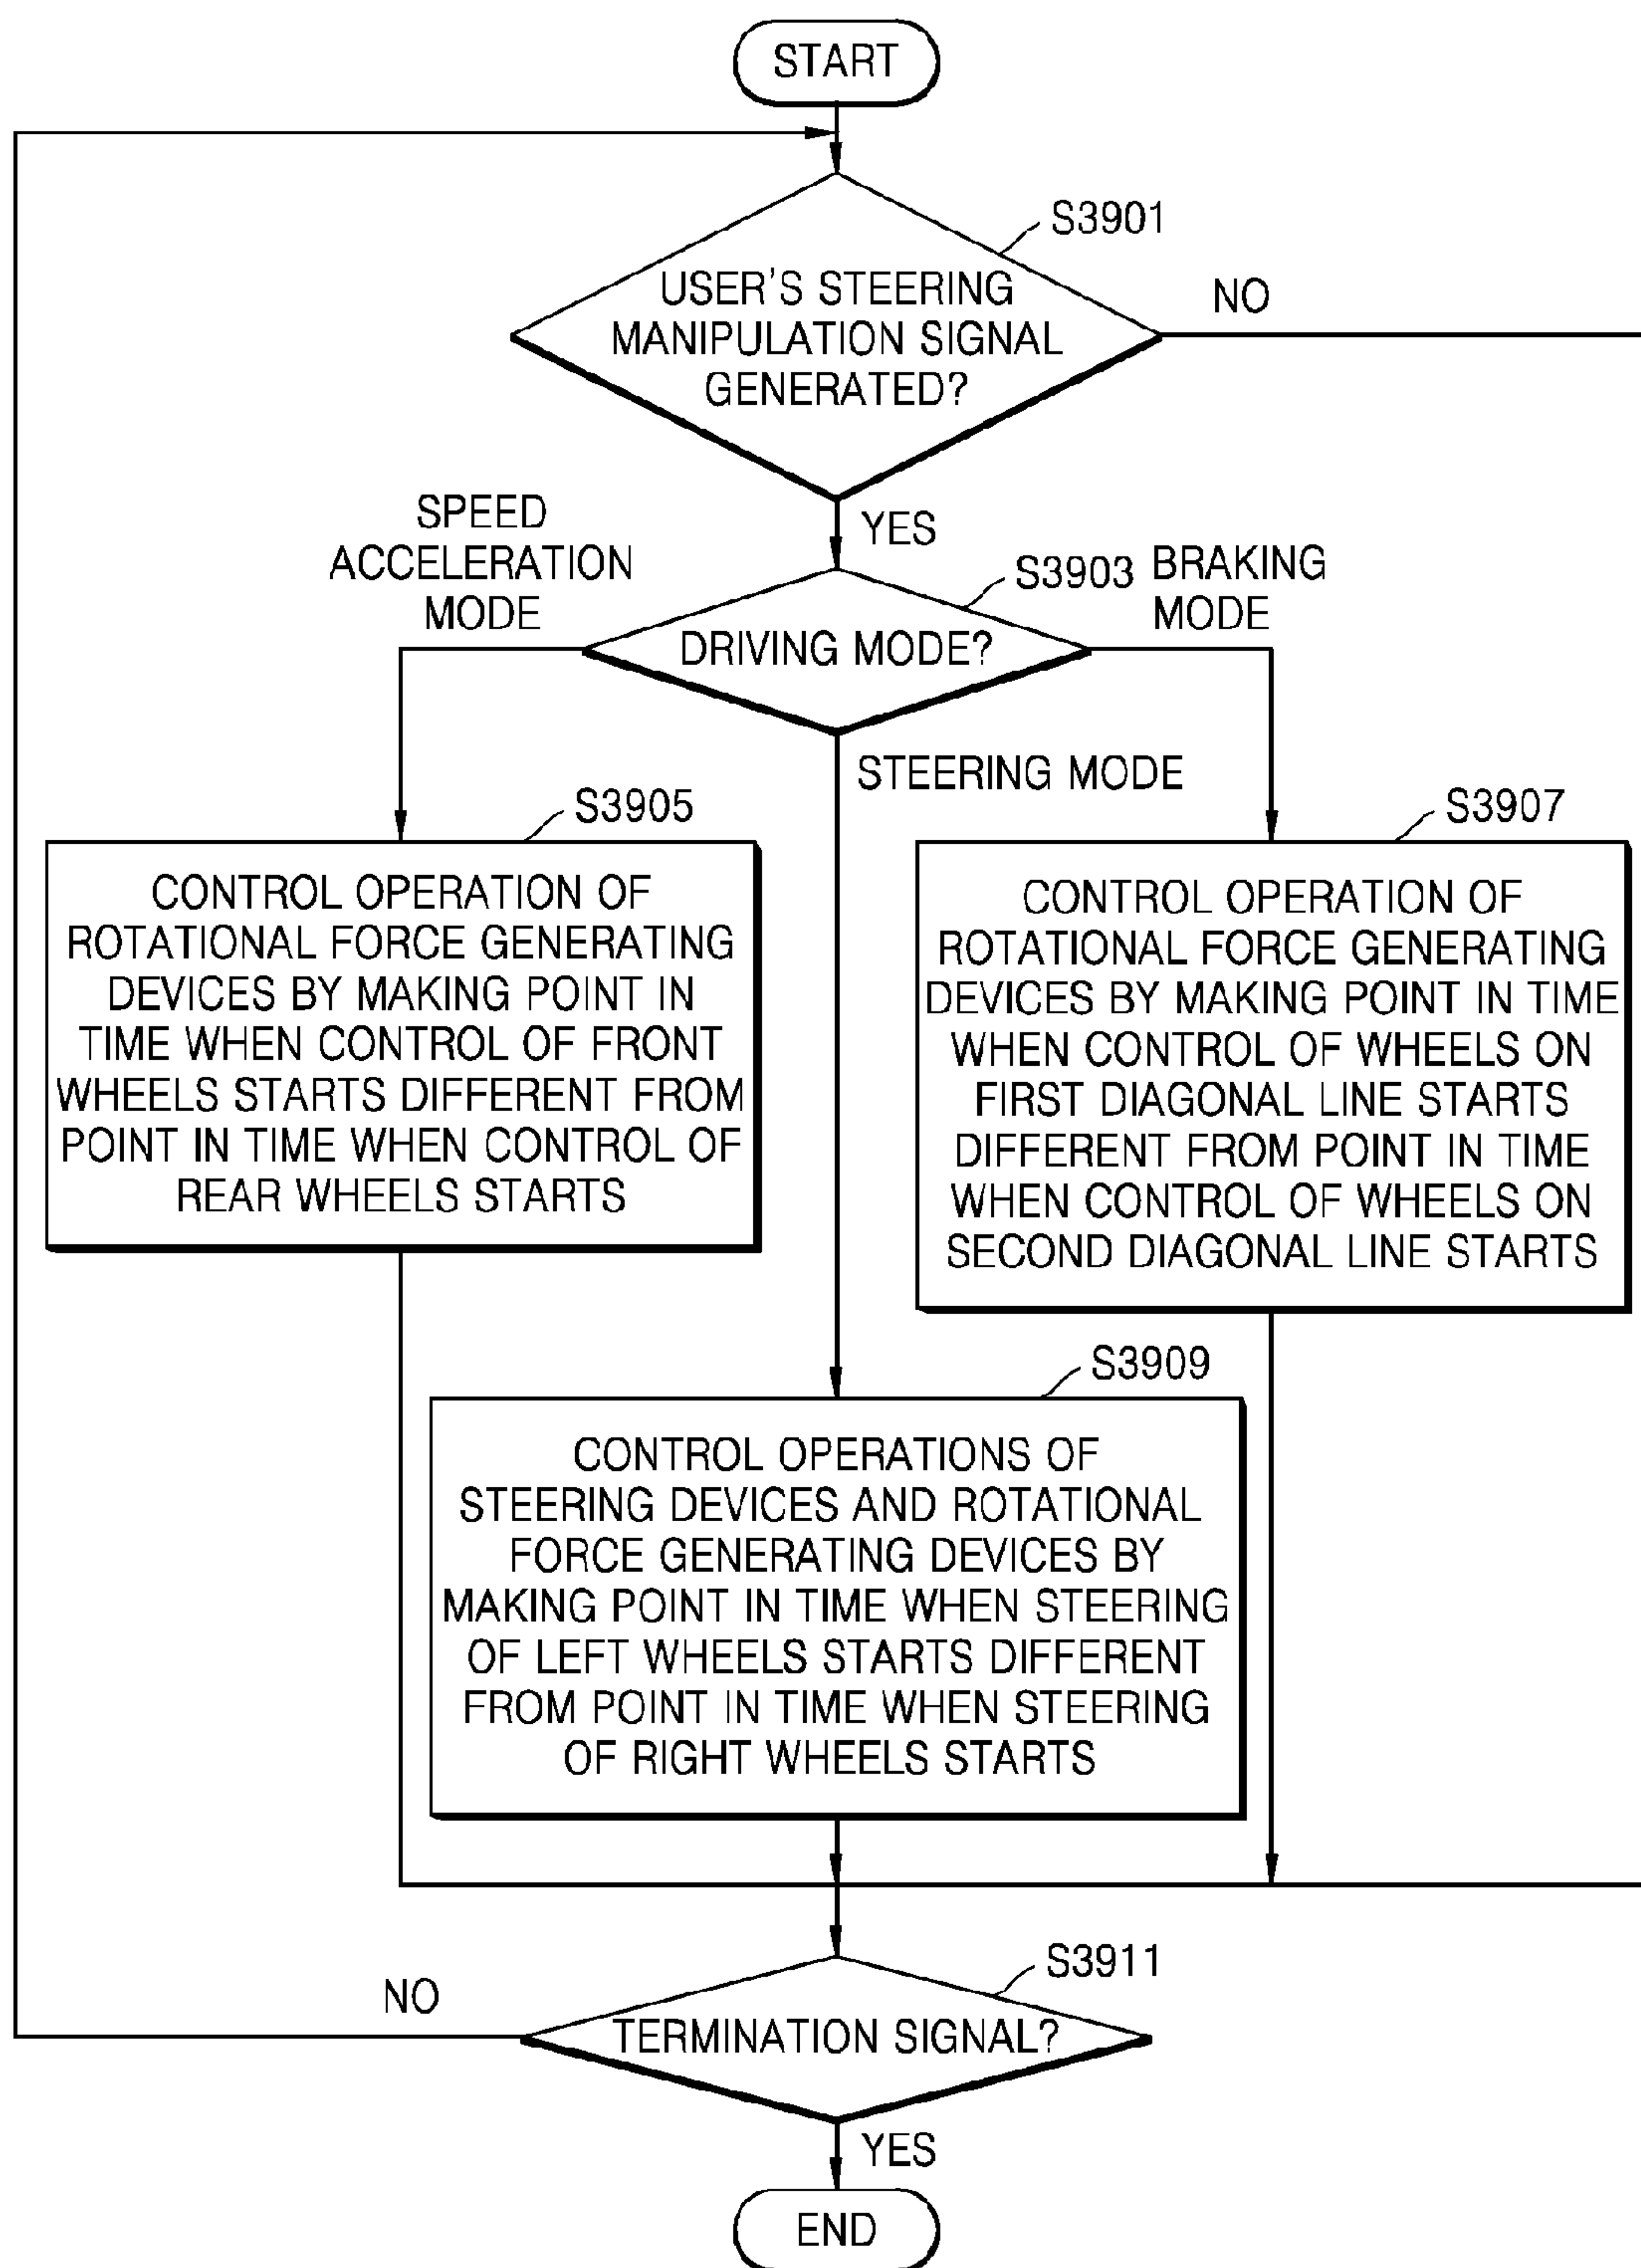 START
S3901
USER'S STEERING
MANIPULATION SIGNAL
GENERATED?
NO
YES
SPEED
ACCELERATION
MODE
S3903
BRAKING
MODE
DRIVING MODE?
STEERING MODE
S3905
CONTROL OPERATION OF
ROTATIONAL FORCE GENERATING
DEVICES BY MAKING POINT IN
TIME WHEN CONTROL OF FRONT
WHEELS STARTS DIFFERENT FROM
POINT IN TIME WHEN CONTROL OF
REAR WHEELS STARTS
S3907
CONTROL OPERATION OF
ROTATIONAL FORCE GENERATING
DEVICES BY MAKING POINT IN TIME
WHEN CONTROL OF WHEELS ON
FIRST DIAGONAL LINE STARTS
DIFFERENT FROM POINT IN TIME
WHEN CONTROL OF WHEELS ON
SECOND DIAGONAL LINE STARTS
S3909
CONTROL OPERATIONS OF
STEERING DEVICES AND ROTATIONAL
FORCE GENERATING DEVICES BY
MAKING POINT IN TIME WHEN STEERING
OF LEFT WHEELS STARTS DIFFERENT
FROM POINT IN TIME WHEN STEERING
OF RIGHT WHEELS STARTS
S3911
NO
TERMINATION SIGNAL?
YES
END